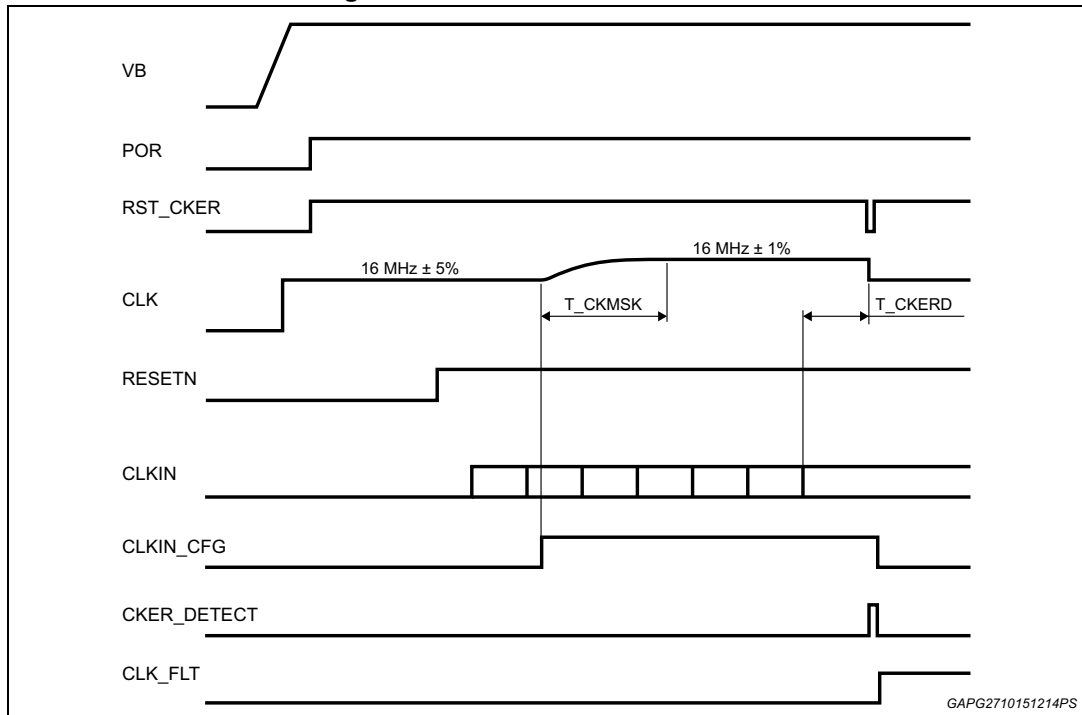 VB
POR
RST_CKER
16 MHz ± 5%
16 MHz ± 1%
CLK
T_CKMSK
T_CKERD
RESETN
CLKIN
CLKIN_CFG
CKER_DETECT
CLK_FLT
GAPG2710151214PS